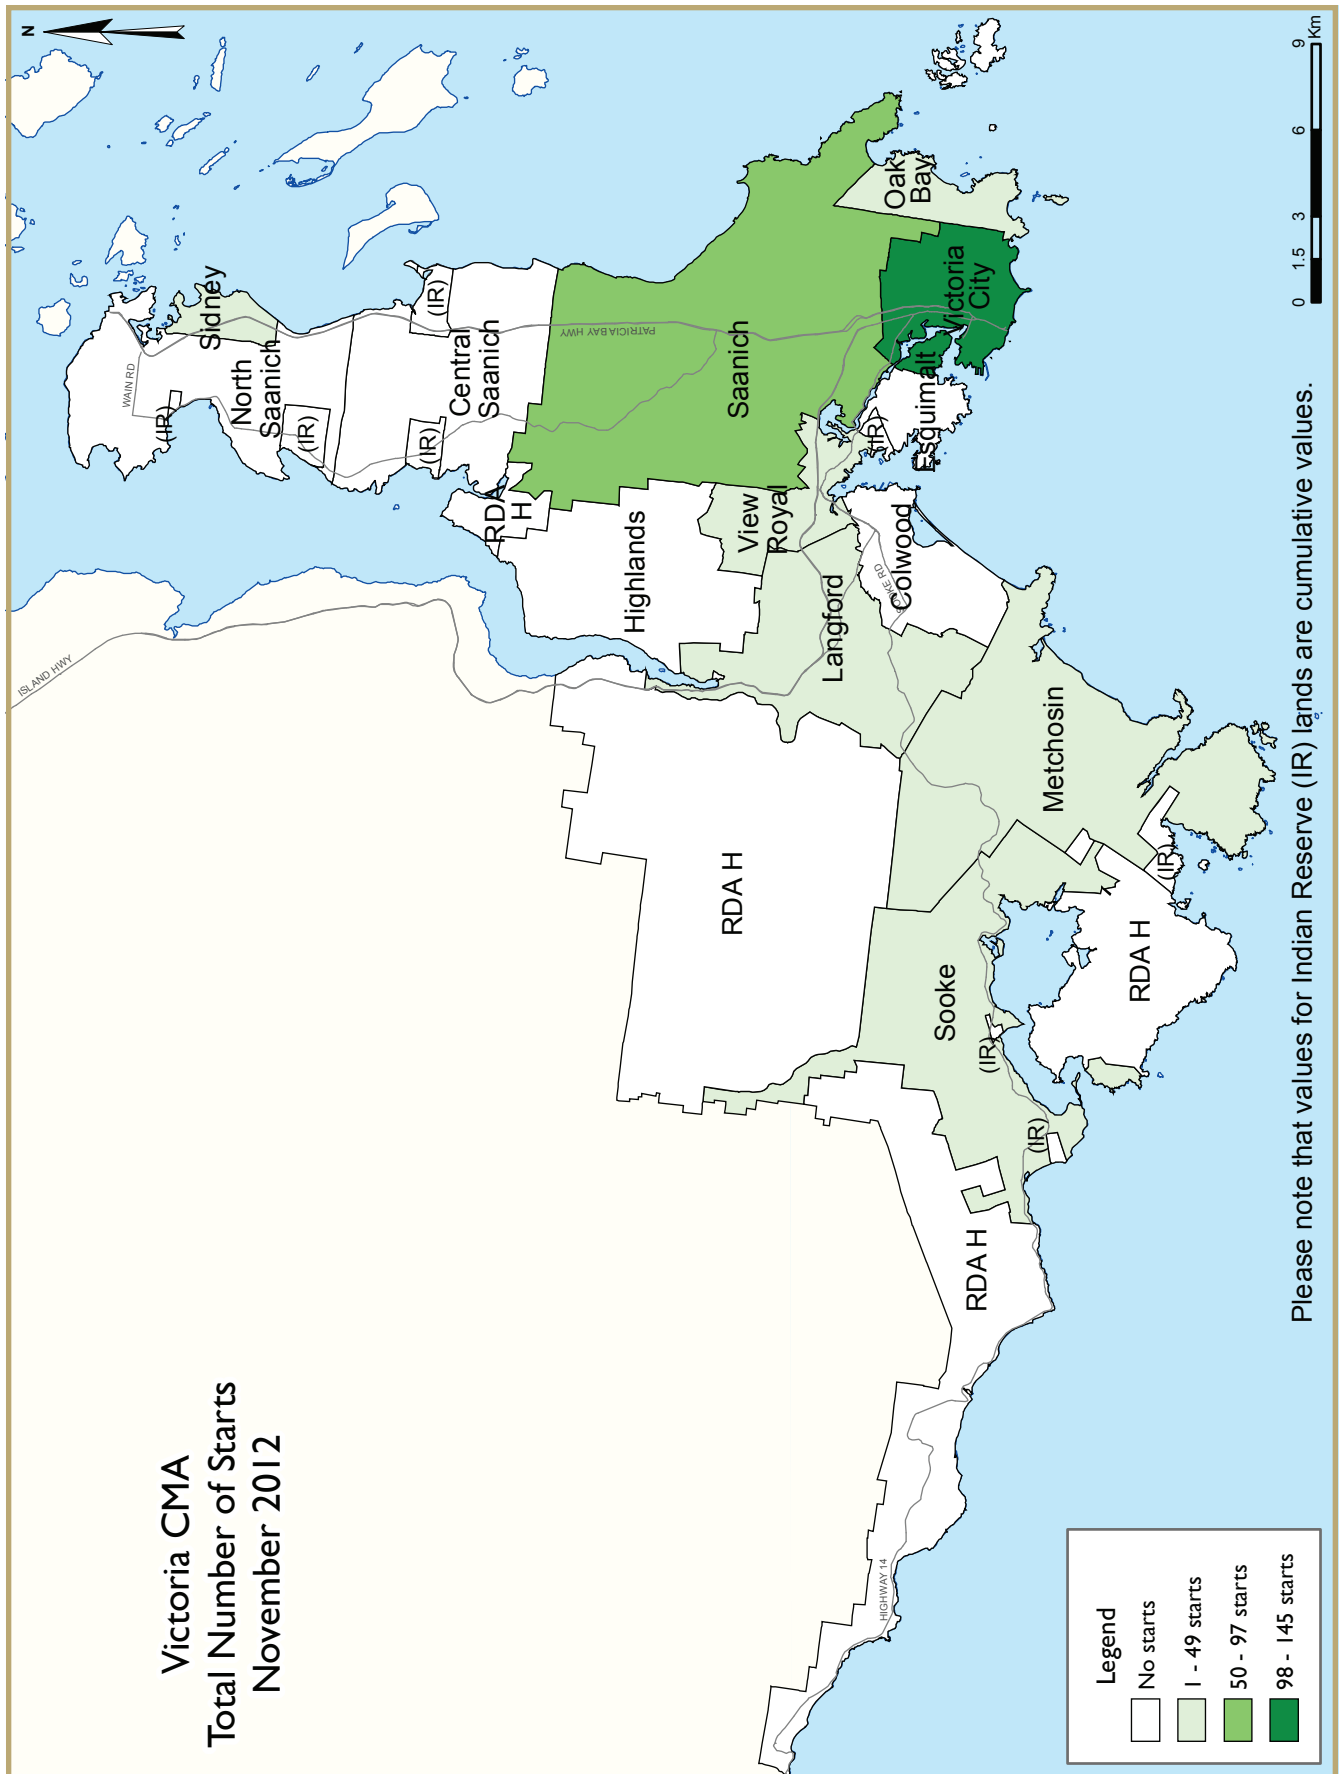 Victoria CMA
Total Number of Starts
November 2012
N
ISLAND HWY
WAIN RD
Sidney
North
Saanich
(IR)
(IR)
(IR)
(IR)
Central
Saanich
PATRICIA BAY HWY
RDA
H
Saanich
Highlands
View
Royal
Oak
Bay
Victoria
City
Esquimalt
(IR)
Colwood
SOOKE RD
Langford
Metchosin
(IR)
RDA H
RDA H
Sooke
(IR)
(IR)
RDA H
HIGHWAY 14
Legend
No starts
1 - 49 starts
50 - 97 starts
98 - 145 starts
Please note that values for Indian Reserve (IR) lands are cumulative values.
0 1.5 3 6 9
Km